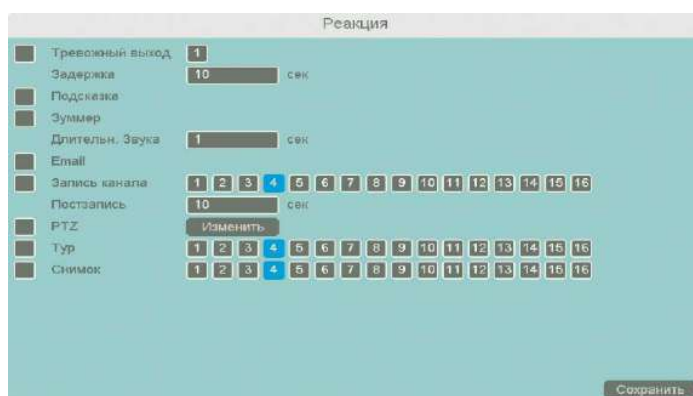 Реакция
Тревожный выход 1
Задержка 10 сек
Подсказка
Зуммер
Длительн. Звука 1 сек
Email
Запись канала 1 2 3 4 5 6 7 8 9 10 11 12 13 14 15 16
Постзапись 10 сек
PTZ Изменить
Тур 1 2 3 4 5 6 7 8 9 10 11 12 13 14 15 16
Снимок 1 2 3 4 5 6 7 8 9 10 11 12 13 14 15 16
Сохранить